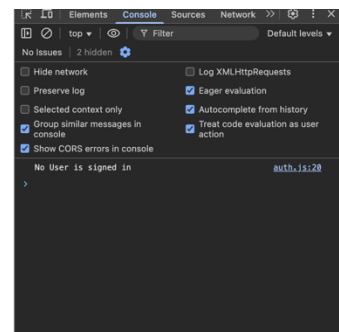 Elements Console Sources Network
top Filter Default levels
No Issues 2 hidden
Hide network Log XMLHttpRequests
Preserve log Eager evaluation
Selected context only Autocomplete from history
Group similar messages in console Treat code evaluation as user action
Show CORS errors in console
No User is signed in auth.js:20